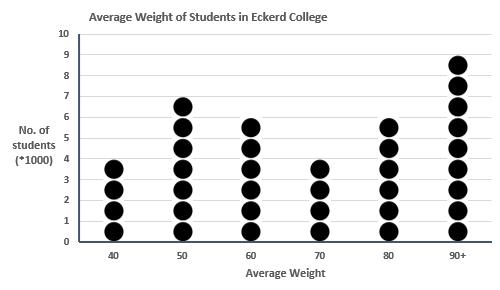 Average Weight of Students in Eckerd College
10
9
8
7
6
5
4
3
2
1
0
No. of
students
(*1000)
40 50 60 70 80 90+
Average Weight